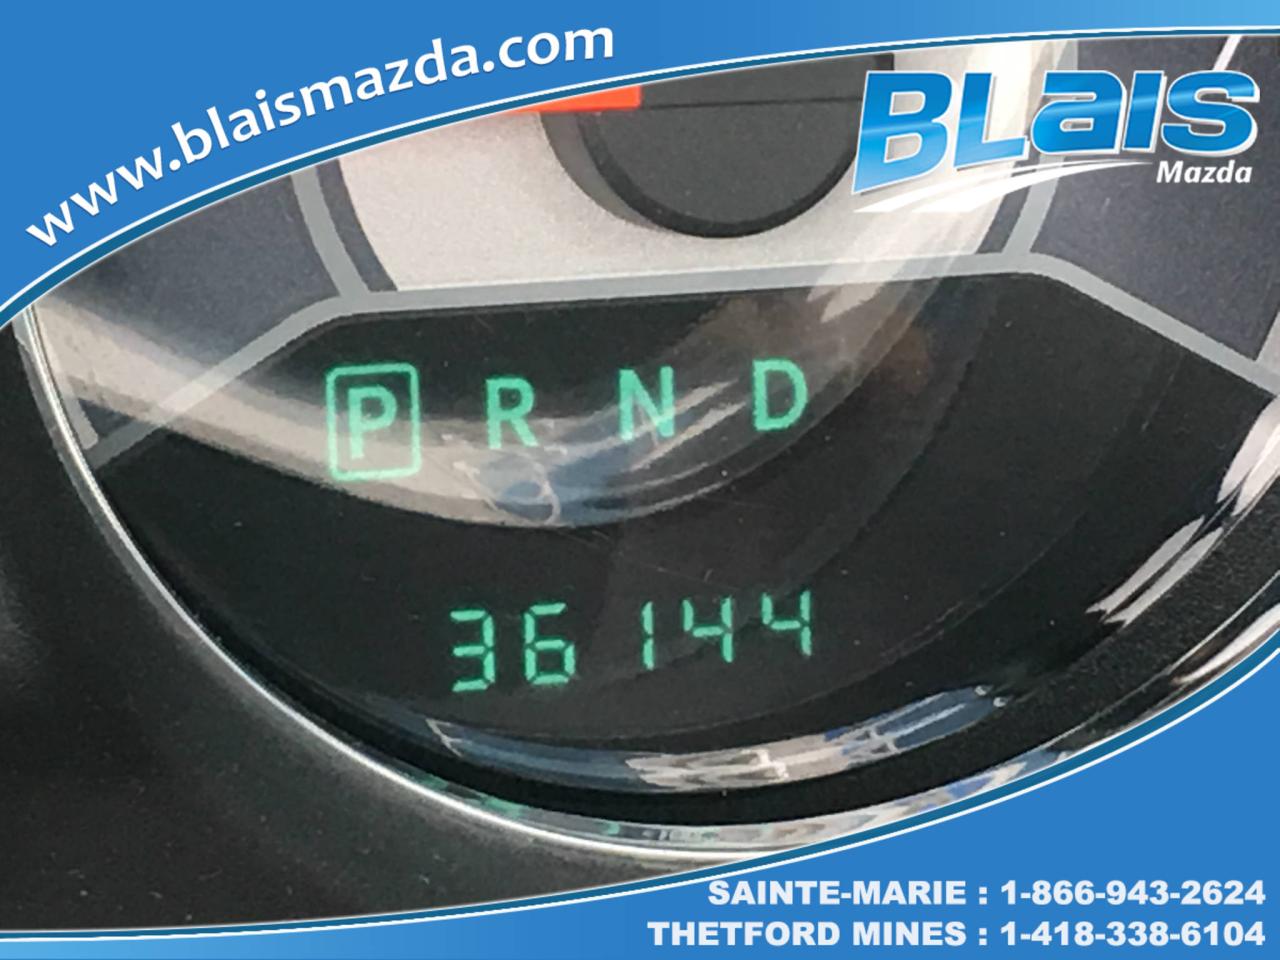 www.blaismazda.com
BLaIS
Mazda
P R N D
36144
SAINTE-MARIE : 1-866-943-2624
THETFORD MINES : 1-418-338-6104